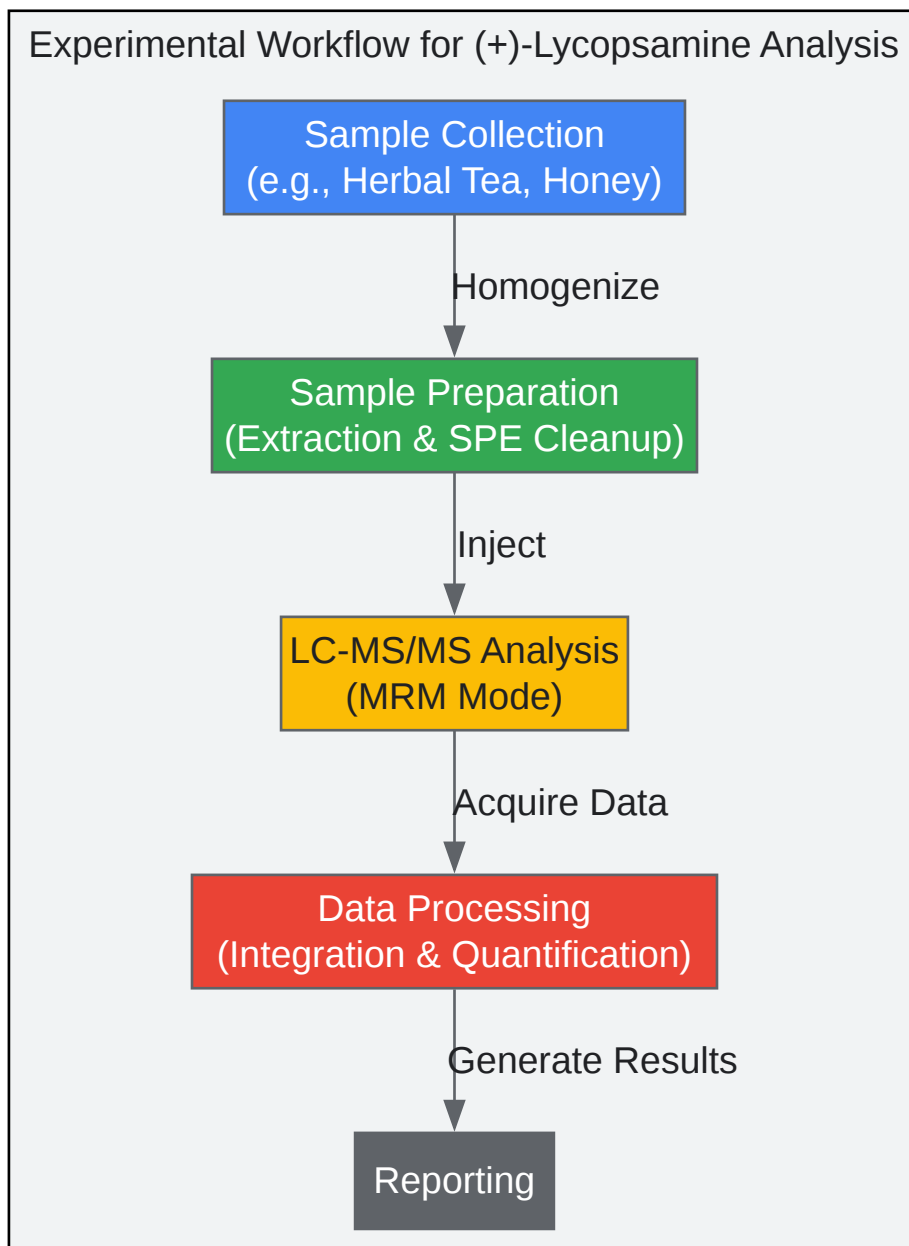 Experimental Workflow for (+)-Lycopsamine Analysis
Sample Collection
(e.g., Herbal Tea, Honey)
Homogenize
Sample Preparation
(Extraction & SPE Cleanup)
Inject
LC-MS/MS Analysis
(MRM Mode)
Acquire Data
Data Processing
(Integration & Quantification)
Generate Results
Reporting